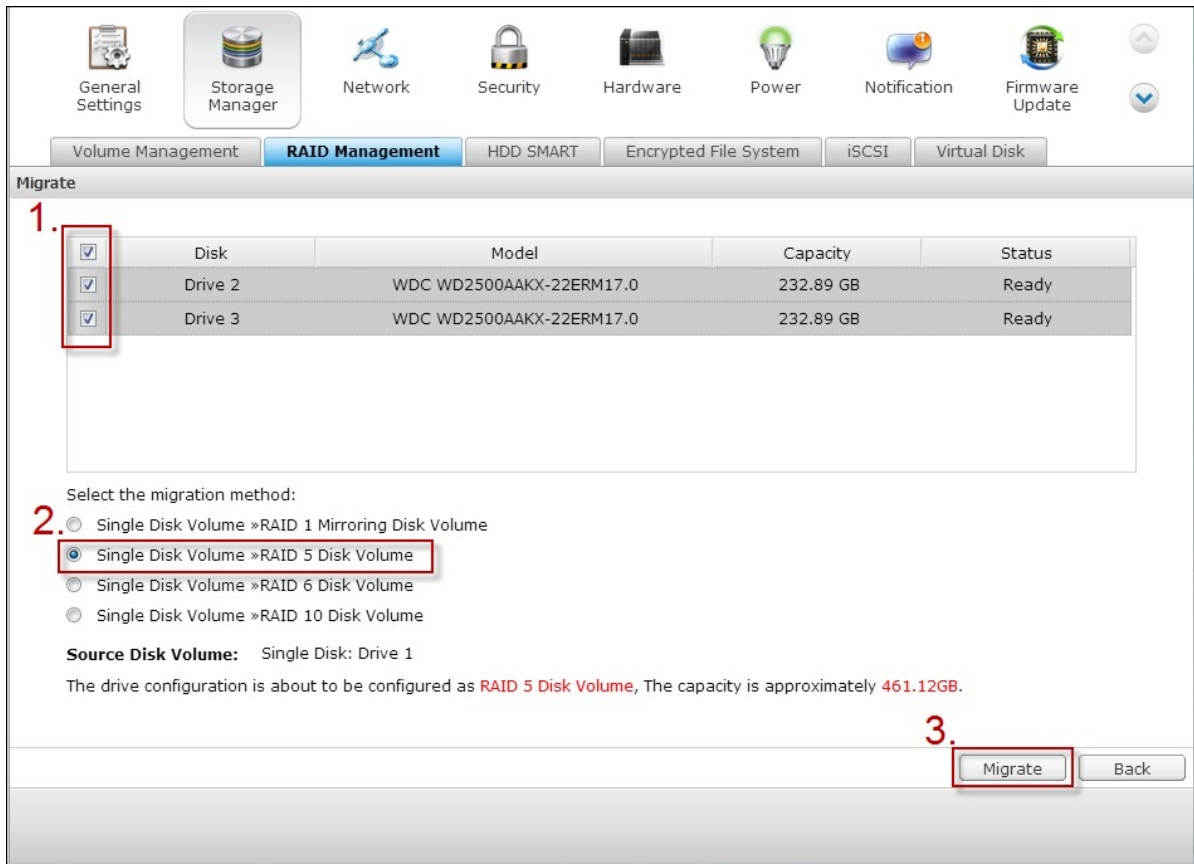 General Settings Storage Manager Network Security Hardware Power Notification Firmware Update
Volume Management RAID Management HDD SMART Encrypted File System iSCSI Virtual Disk
Migrate
1.
Disk Model Capacity Status
Drive 2 WDC WD2500AAKX-22ERM17.0 232.89 GB Ready
Drive 3 WDC WD2500AAKX-22ERM17.0 232.89 GB Ready
Select the migration method:
2.
Single Disk Volume »RAID 1 Mirroring Disk Volume
Single Disk Volume »RAID 5 Disk Volume
Single Disk Volume »RAID 6 Disk Volume
Single Disk Volume »RAID 10 Disk Volume
Source Disk Volume: Single Disk: Drive 1
The drive configuration is about to be configured as RAID 5 Disk Volume, The capacity is approximately 461.12GB.
3.
Migrate Back